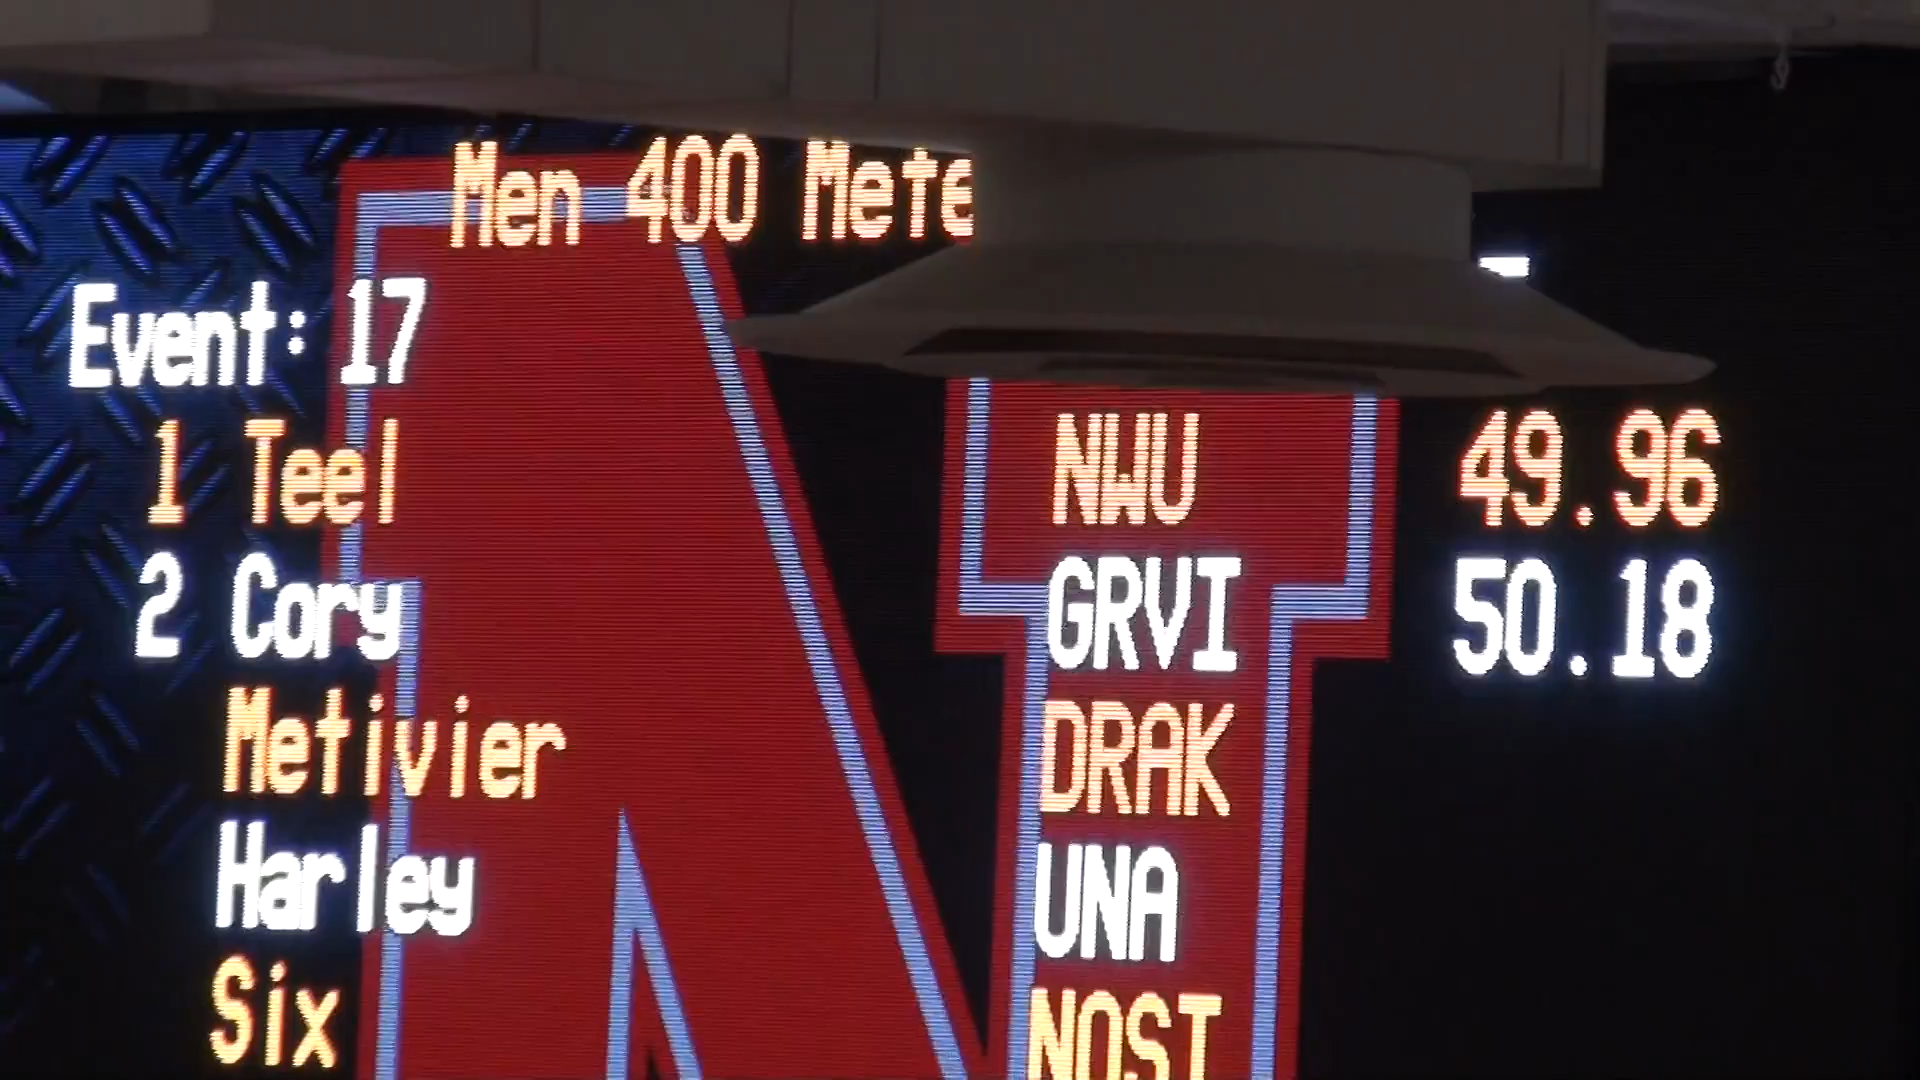 Men 400 Mete
Event: 17
1 Teel NWU 49.96
2 Cory GRVI 50.18
Metivier DRAK
Harley UNA
Six